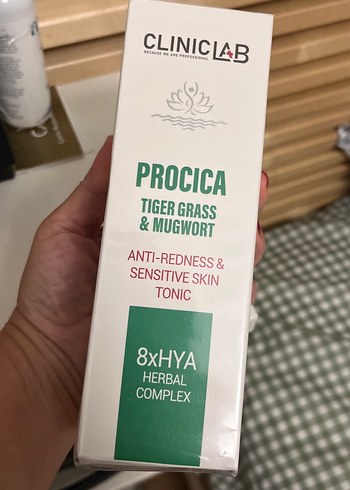 CLINICLAB
BECAUSE WE ARE PROFESSIONAL
PROCICA
TIGER GRASS
& MUGWORT
ANTI-REDNESS &
SENSITIVE SKIN
TONIC
8xHYA
HERBAL
COMPLEX